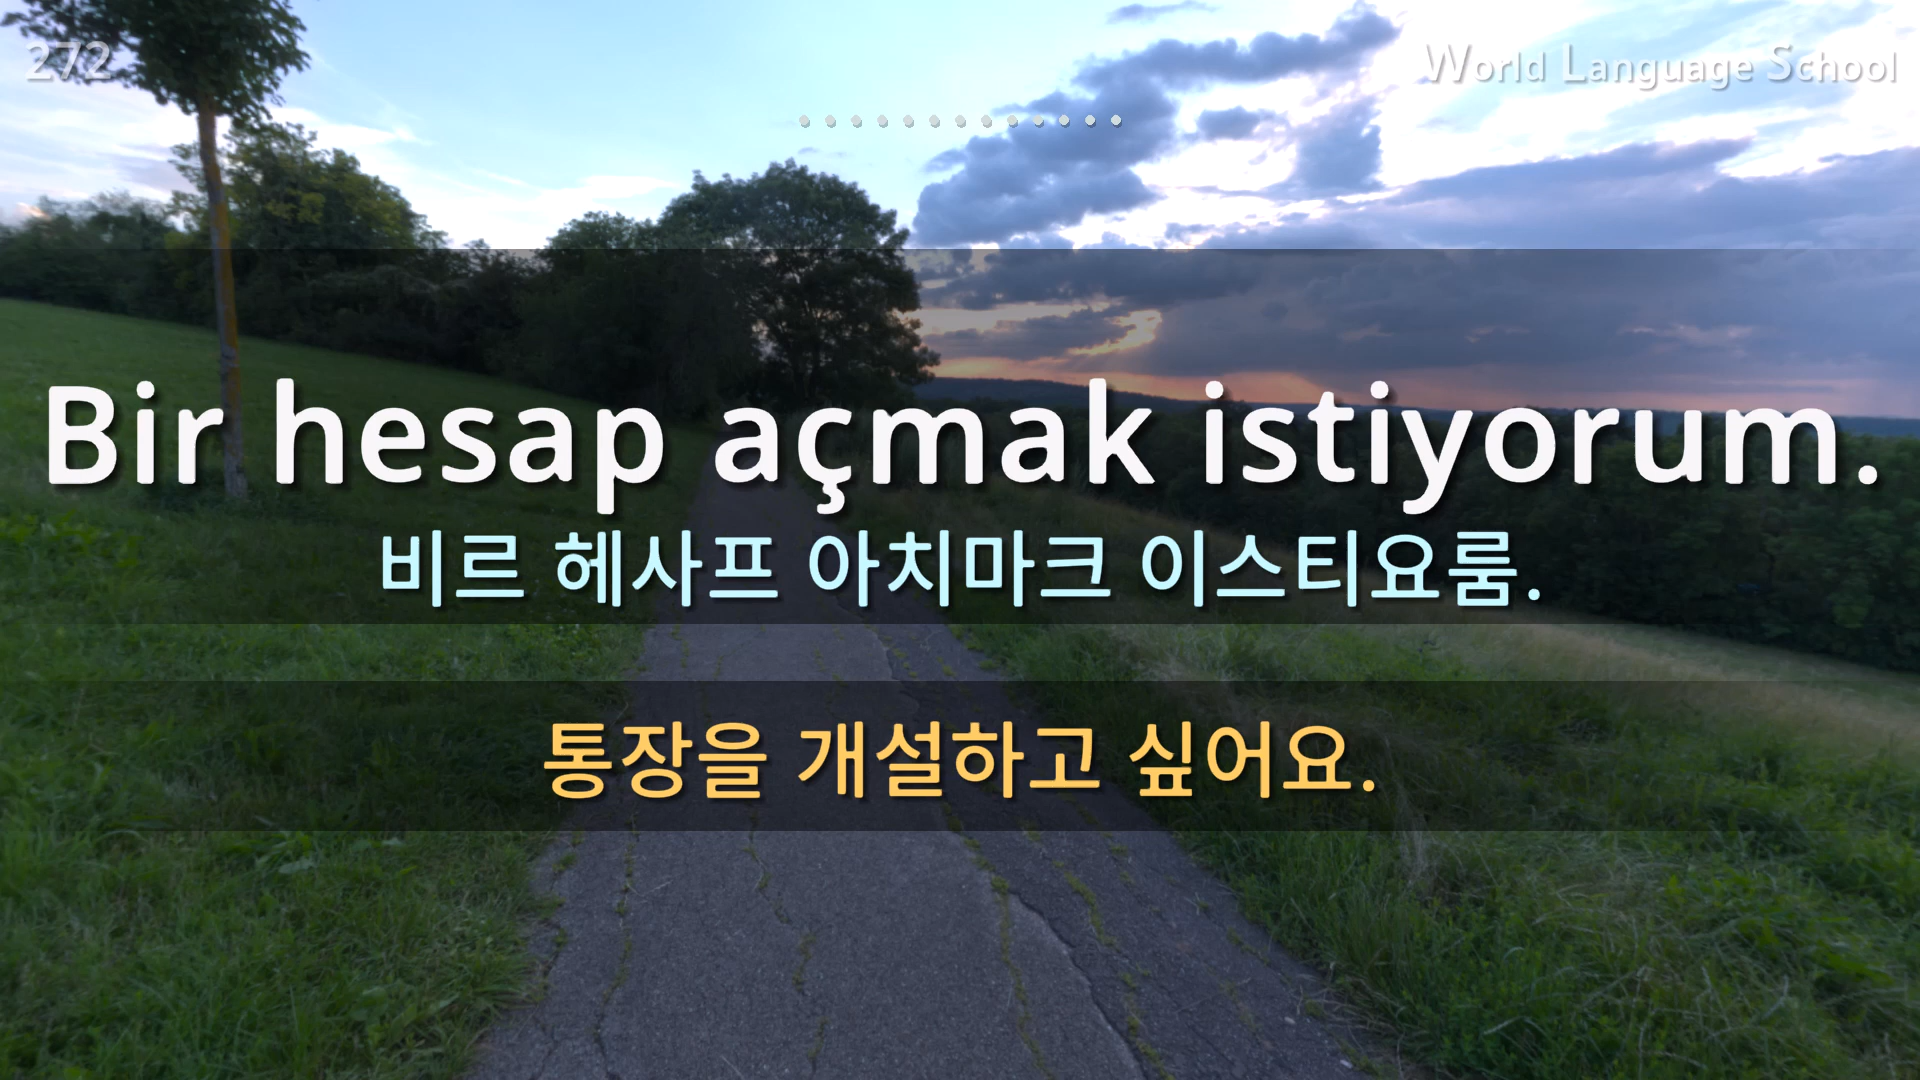 272
World Language School
Bir hesap açmak istiyorum.
비르 헤사프 아치마크 이스티요룸.
통장을 개설하고 싶어요.